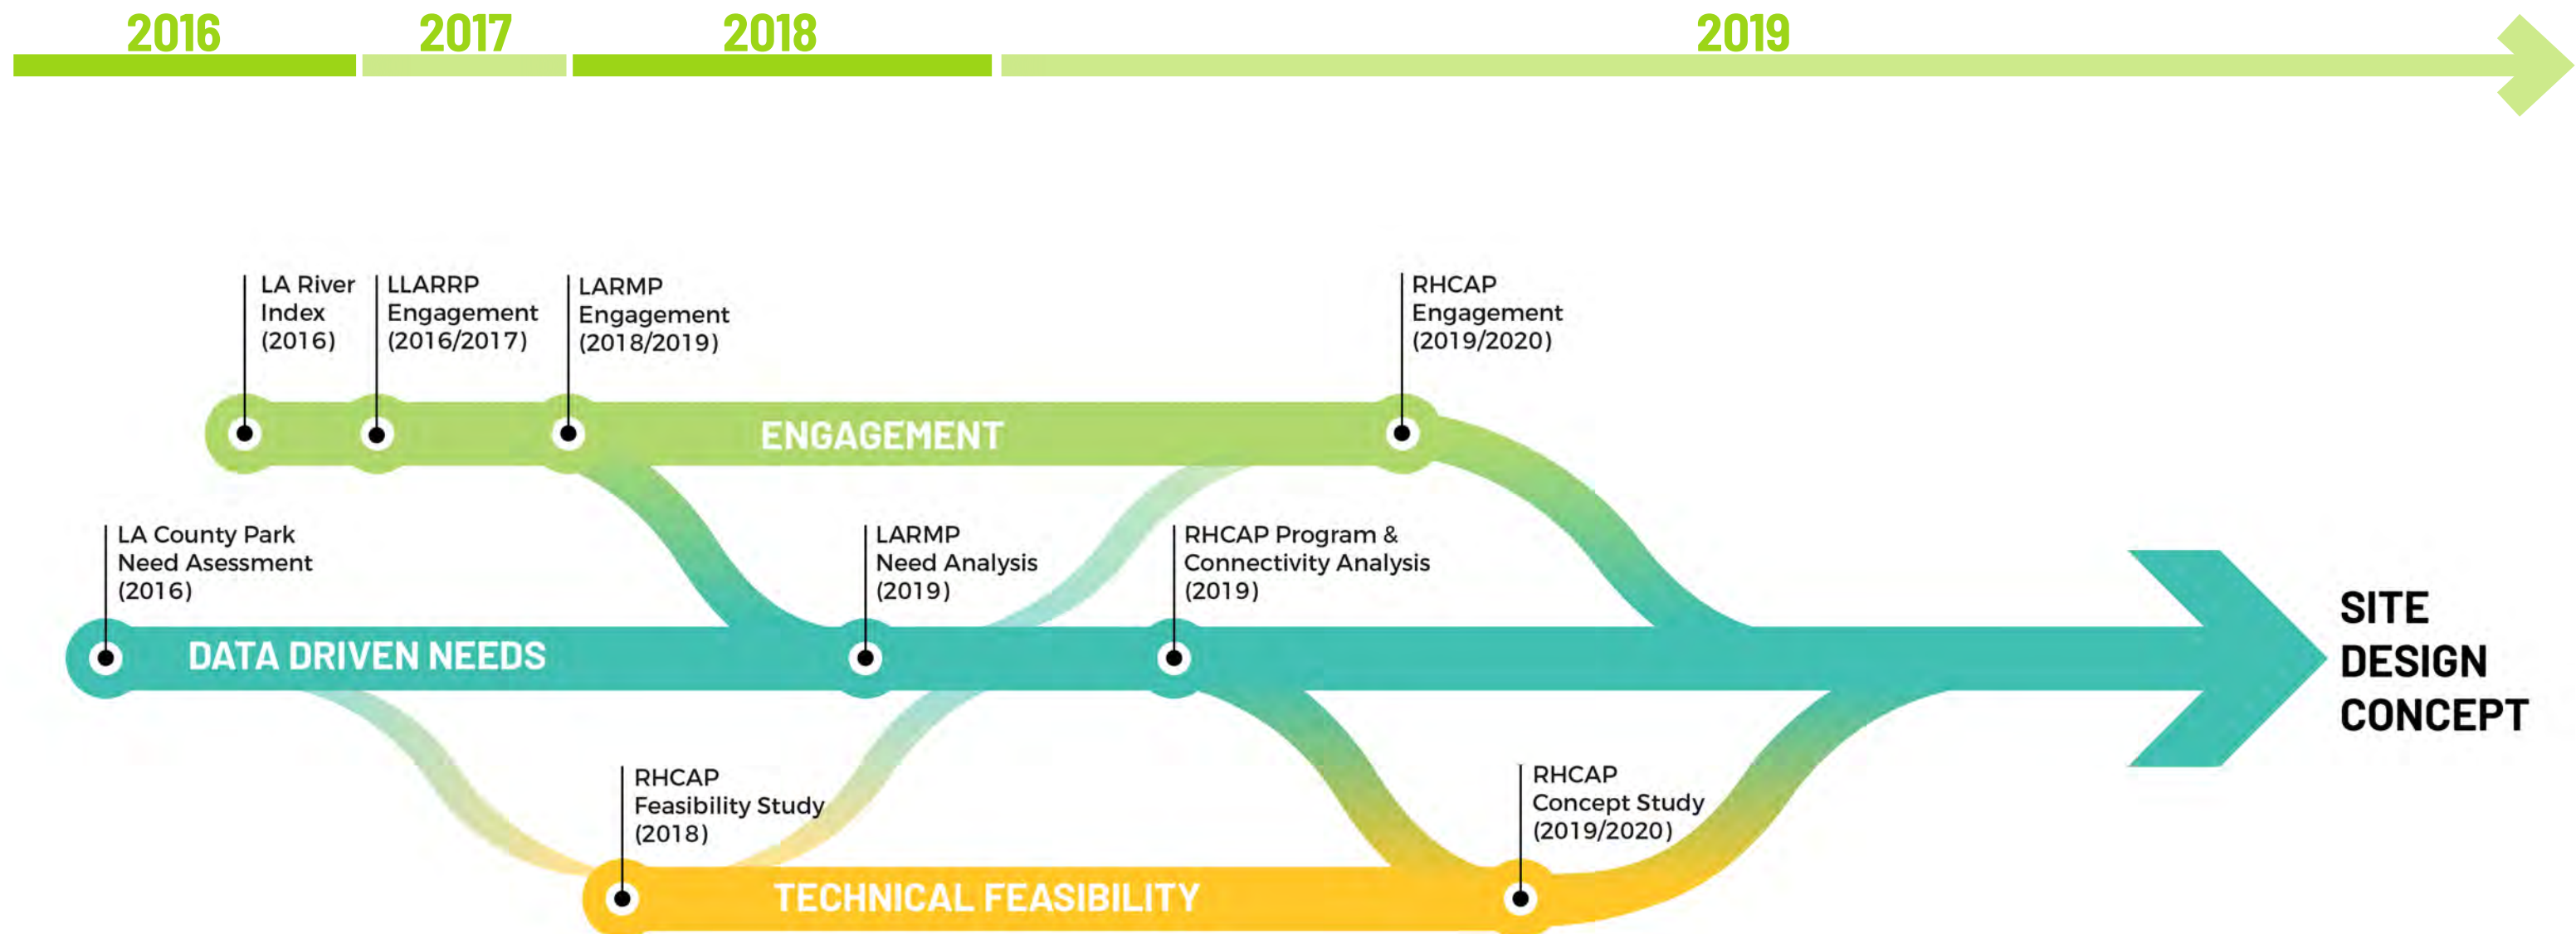 2016
2017
2018
2019
LA River
Index
(2016)
LLARRP
Engagement
(2016/2017)
LARMP
Engagement
(2018/2019)
RHCAP
Engagement
(2019/2020)
ENGAGEMENT
LA County Park
Need Asessment
(2016)
LARMP
Need Analysis
(2019)
RHCAP Program &
Connectivity Analysis
(2019)
DATA DRIVEN NEEDS
SITE
DESIGN
CONCEPT
RHCAP
Feasibility Study
(2018)
RHCAP
Concept Study
(2019/2020)
TECHNICAL FEASIBILITY